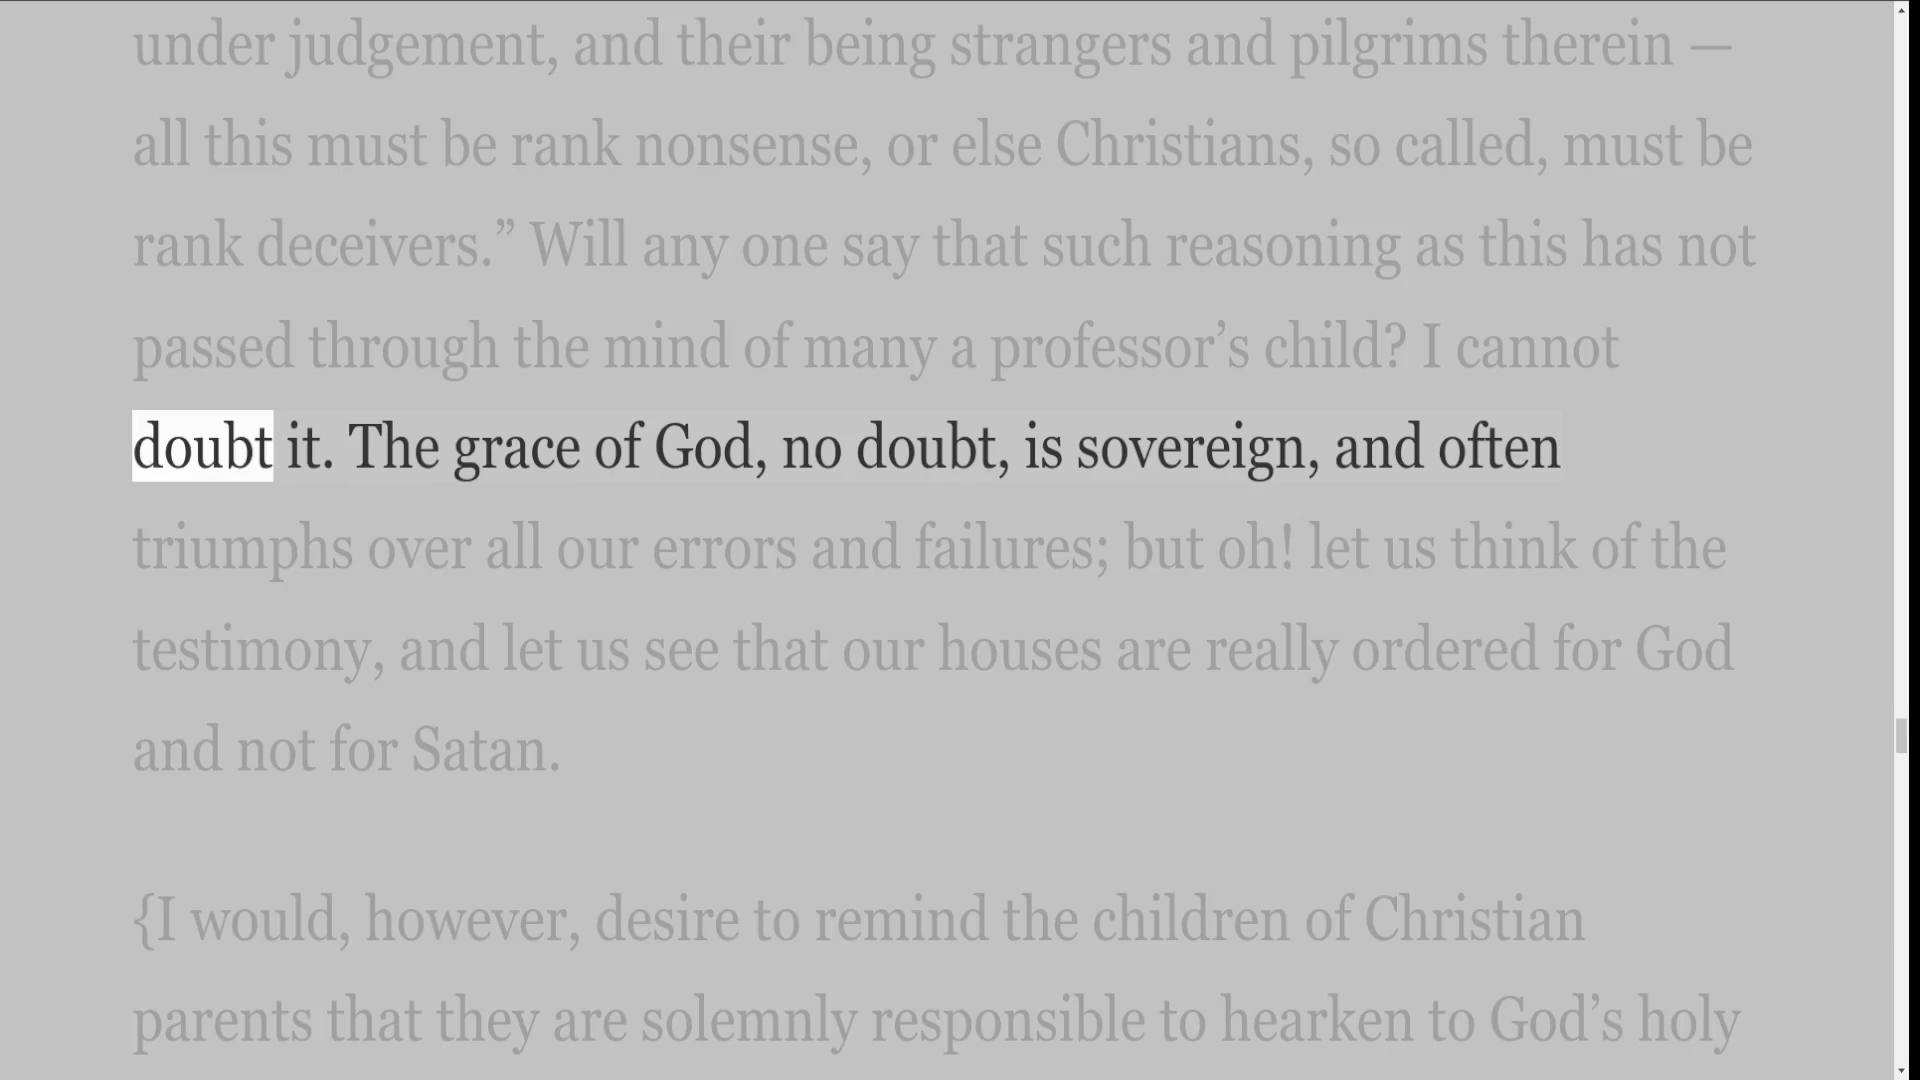 under judgement, and their being strangers and pilgrims therein —
all this must be rank nonsense, or else Christians, so called, must be
rank deceivers.” Will any one say that such reasoning as this has not
passed through the mind of many a professor’s child? I cannot
doubt it. The grace of God, no doubt, is sovereign, and often
triumphs over all our errors and failures; but oh! let us think of the
testimony, and let us see that our houses are really ordered for God
and not for Satan.
{I would, however, desire to remind the children of Christian
parents that they are solemnly responsible to hearken to God’s holy